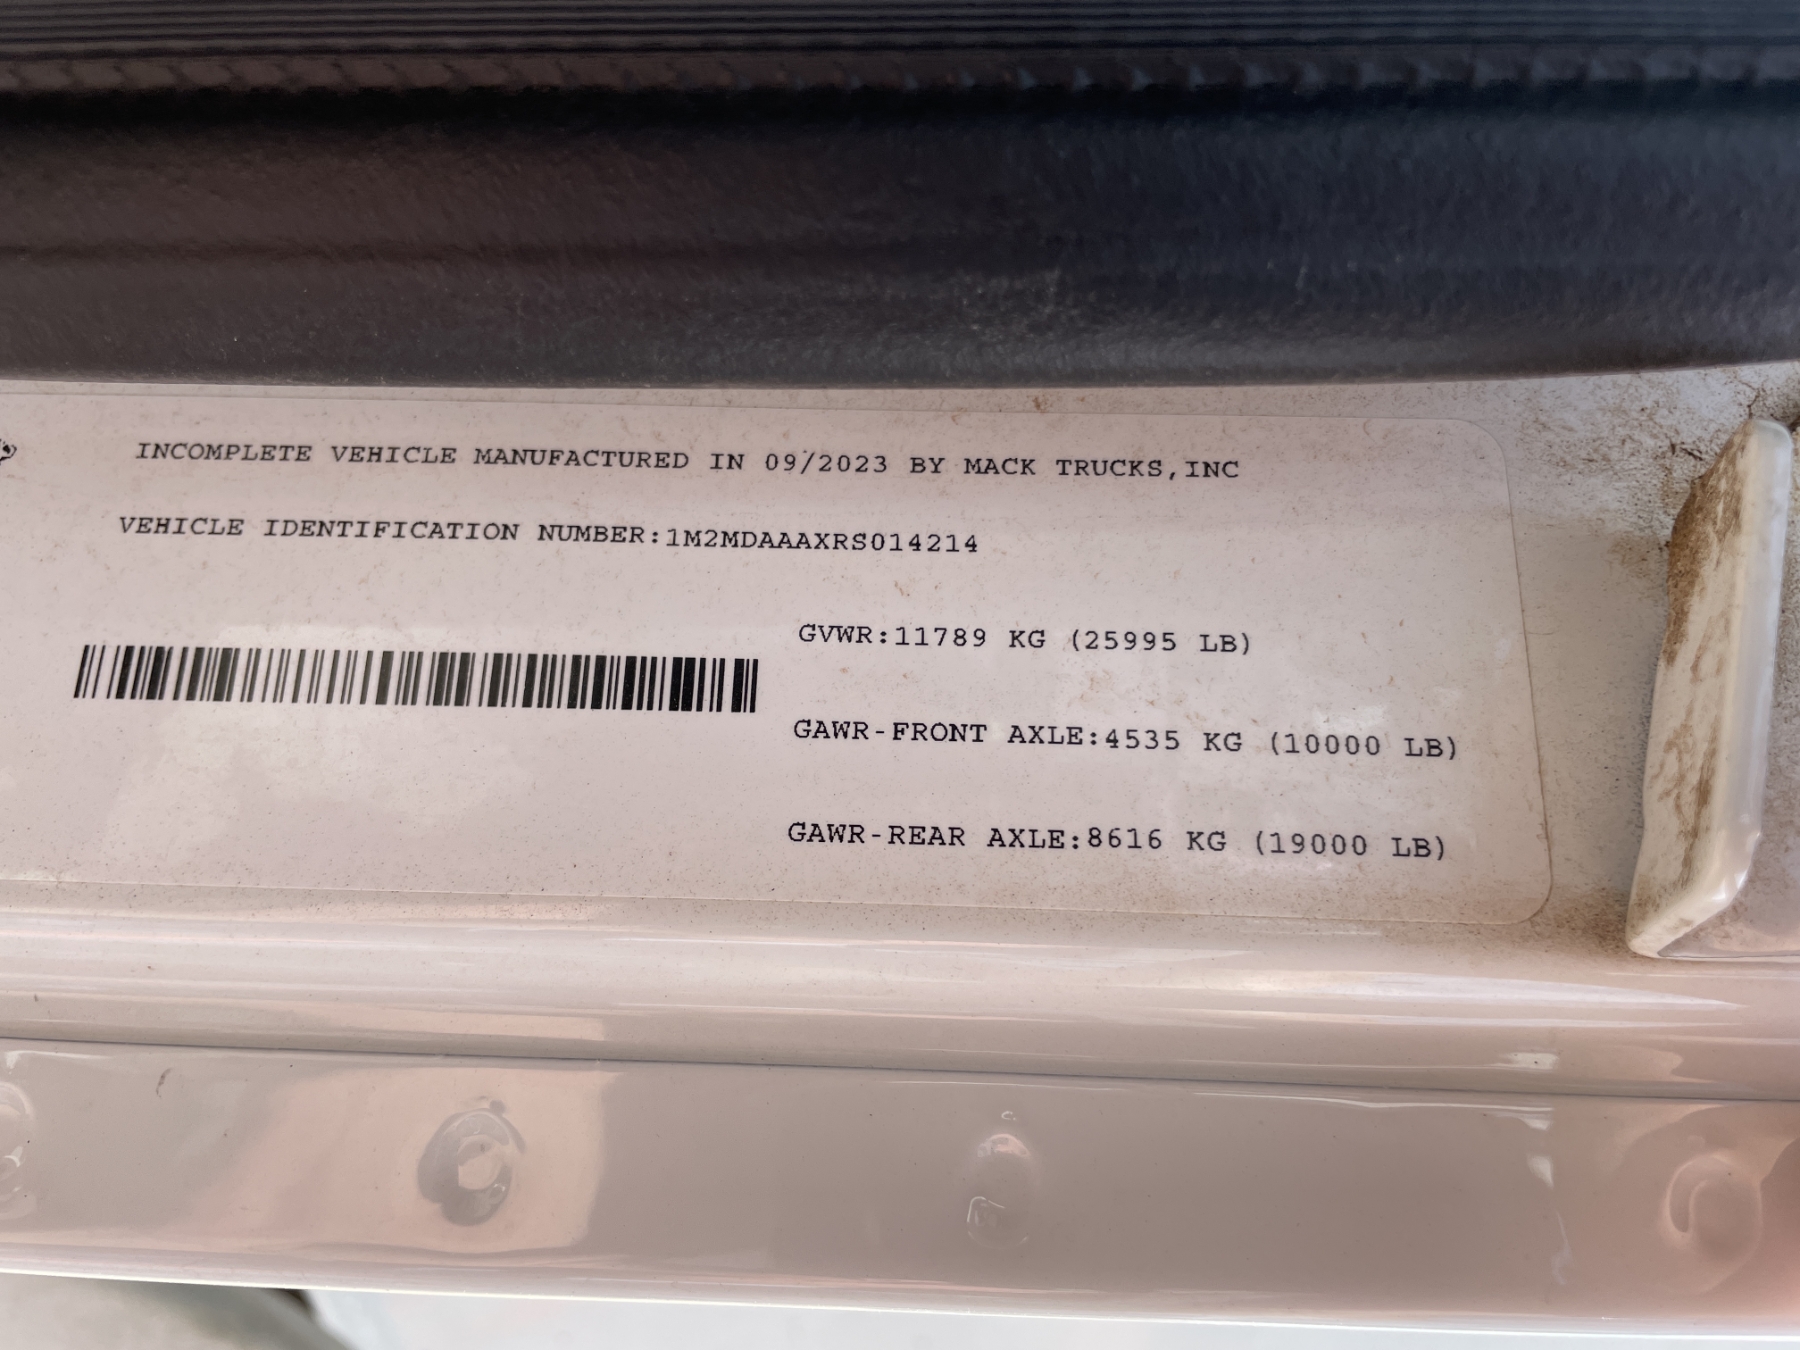 INCOMPLETE VEHICLE MANUFACTURED IN 09/2023 BY MACK TRUCKS,INC
VEHICLE IDENTIFICATION NUMBER:1M2MDAAAXRS014214
GVWR:11789 KG (25995 LB)
GAWR-FRONT AXLE:4535 KG (10000 LB)
GAWR-REAR AXLE:8616 KG (19000 LB)